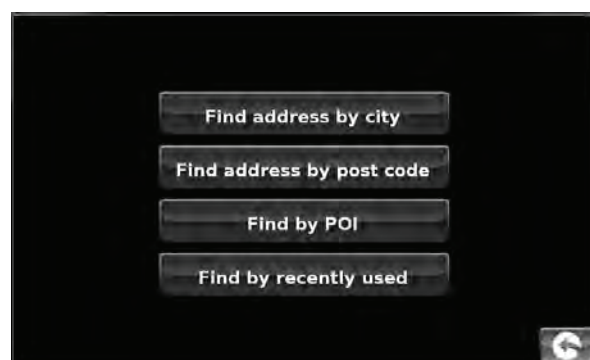 Find address by city
Find address by post code
Find by POI
Find by recently used